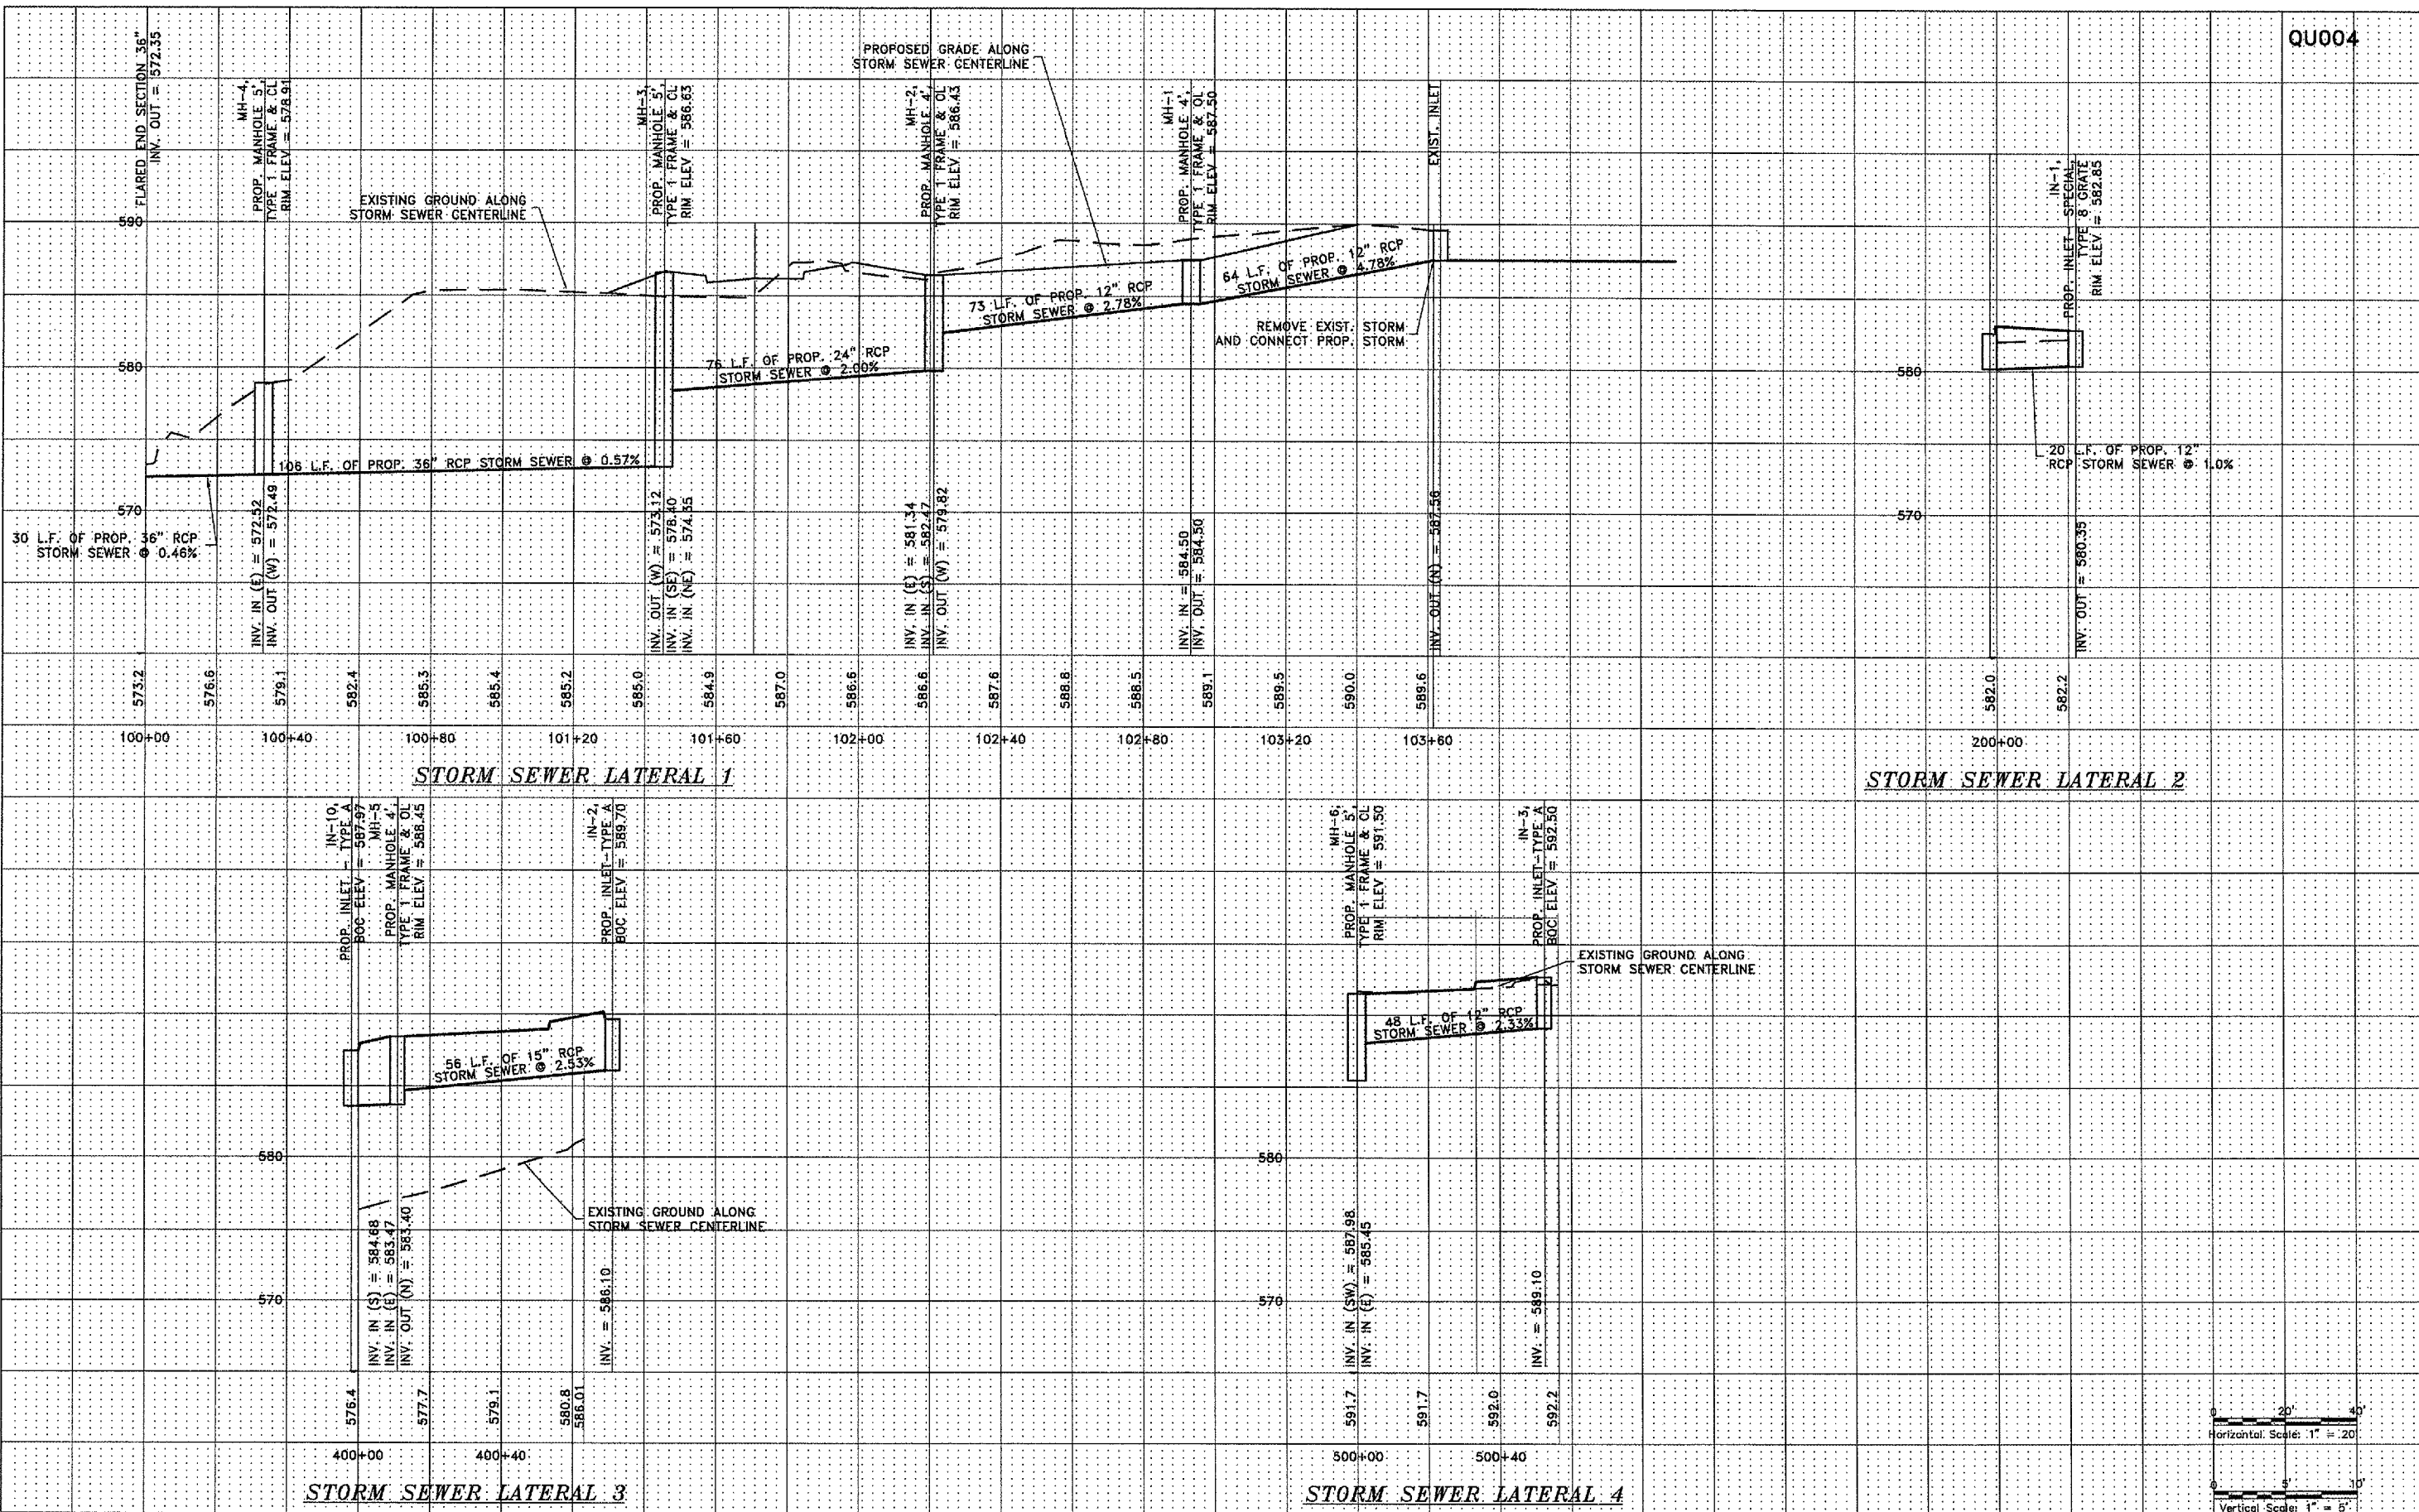 QU004
FLARED END SECTION 36"
INV. OUT = 572.35
MH-4,
PROP. MANHOLE 5',
TYPE 1 FRAME & CL
RIM ELEV = 578.91
EXISTING GROUND ALONG
STORM SEWER CENTERLINE
MH-3,
PROP. MANHOLE 5',
TYPE 1 FRAME & CL
RIM ELEV = 586.63
PROPOSED GRADE ALONG
STORM SEWER CENTERLINE
MH-2,
PROP. MANHOLE 4',
TYPE 1 FRAME & OL
RIM ELEV = 586.43
MH-1
PROP. MANHOLE 4',
TYPE 1 FRAME & OL
RIM ELEV = 587.50
EXIST. INLET
IN-1,
PROP. INLET- SPECIAL,
TYPE 8 GRATE
RIM ELEV = 582.85
590
580
570
106 L.F. OF PROP. 36" RCP STORM SEWER @ 0.57%
30 L.F. OF PROP. 36" RCP
STORM SEWER @ 0.46%
76 L.F. OF PROP. 24" RCP
STORM SEWER @ 2.00%
73 L.F. OF PROP. 12" RCP
STORM SEWER @ 2.78%
64 L.F. OF PROP. 12" RCP
STORM SEWER @ 4.78%
REMOVE EXIST. STORM
AND CONNECT PROP. STORM
580
570
20 L.F. OF PROP. 12"
RCP STORM SEWER @ 1.0%
INV. IN (E) = 572.52
INV. OUT (W) = 572.49
INV. OUT (W) = 573.12
INV. IN (SE) = 578.40
INV. IN (NE) = 574.35
INV. IN (E) = 581.34
INV. IN (S) = 582.47
INV. OUT (W) = 579.82
INV. IN = 584.50
INV. OUT = 584.50
INV. OUT (N) = 587.56
INV. OUT = 580.35
573.2
576.6
579.1
582.4
585.3
585.4
585.2
585.0
584.9
587.0
586.6
586.6
587.6
588.8
588.5
589.1
589.5
590.0
589.6
582.0
582.2
100+00
100+40
100+80
101+20
101+60
102+00
102+40
102+80
103+20
103+60
200+00
STORM SEWER LATERAL 1
STORM SEWER LATERAL 2
IN-10,
PROP. INLET - TYPE A
BOC ELEV = 587.97
MH-5
PROP. MANHOLE 4',
TYPE 1 FRAME & OL
RIM ELEV = 588.45
IN-2,
PROP. INLET-TYPE A
BOC ELEV = 589.70
MH-6,
PROP. MANHOLE 5',
TYPE 1 FRAME & CL
RIM ELEV = 591.50
IN-3,
PROP. INLET-TYPE A
BOC ELEV = 592.50
EXISTING GROUND ALONG
STORM SEWER CENTERLINE
56 L.F. OF 15" RCP
STORM SEWER @ 2.53%
48 L.F. OF 12" RCP
STORM SEWER @ 2.33%
580
570
EXISTING GROUND ALONG
STORM SEWER CENTERLINE
580
570
INV. IN (S) = 584.68
INV. IN (E) = 583.47
INV. OUT (N) = 583.40
INV. = 586.10
INV. IN (SW) = 587.98
INV. IN (E) = 585.45
INV. = 589.10
576.4
577.7
579.1
580.8
586.01
591.7
591.7
592.0
592.2
400+00
400+40
500+00
500+40
STORM SEWER LATERAL 3
STORM SEWER LATERAL 4
0 20' 40'
Horizontal Scale: 1" = 20'
0 5' 10'
Vertical Scale: 1" = 5'